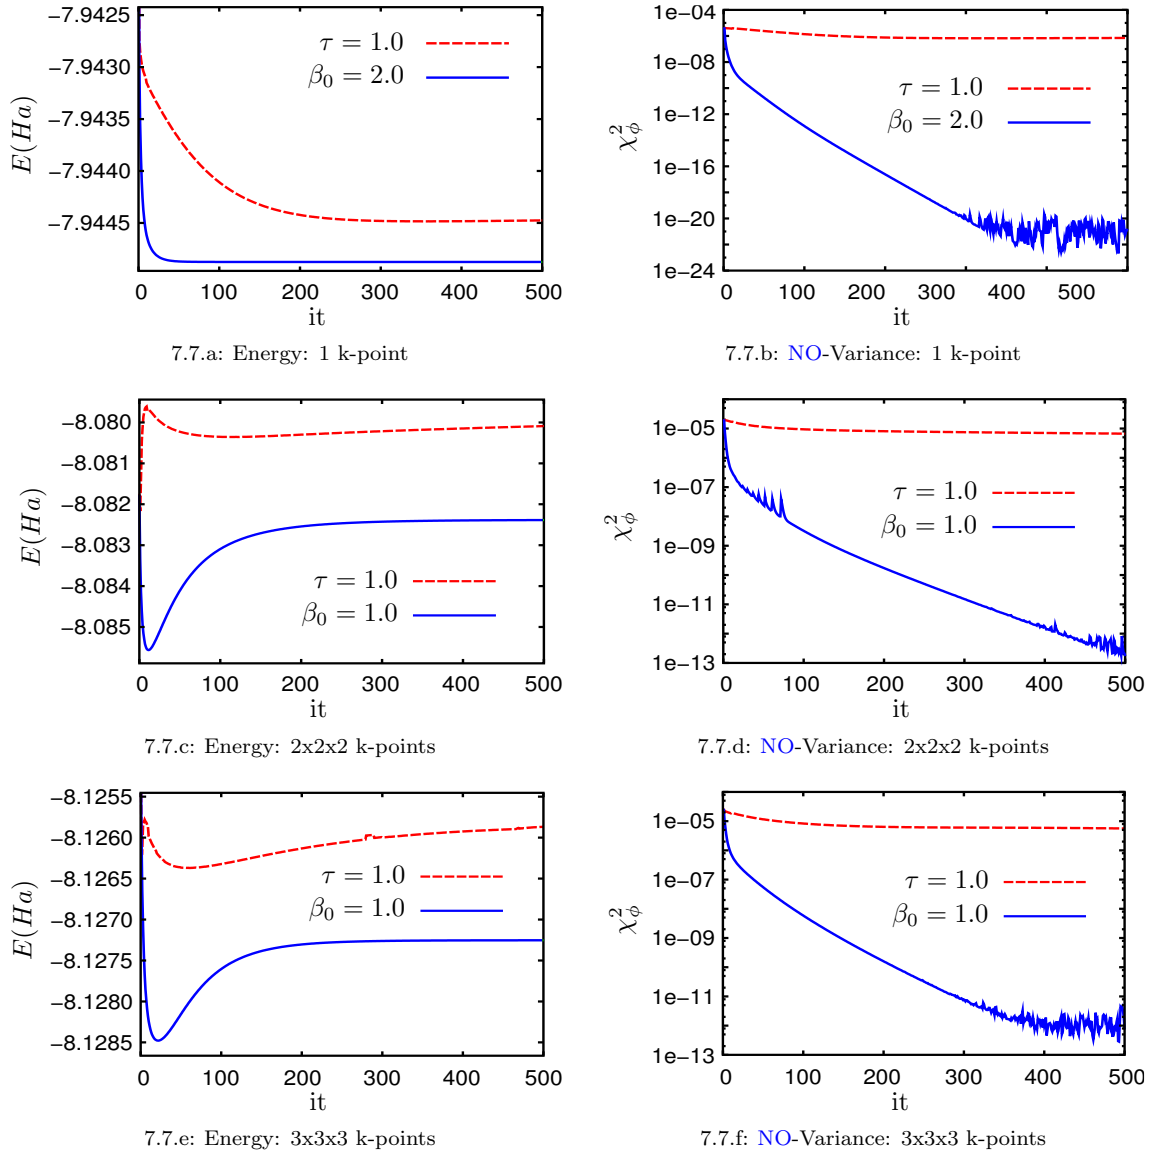 −7.9425
−7.9430
−7.9435
−7.9440
−7.9445
E(Ha)
τ = 1.0
β₀ = 2.0
0 100 200 300 400 500
it
7.7.a: Energy: 1 k-point
1e−04
1e−08
1e−12
1e−16
1e−20
1e−24
χ²_ϕ
τ = 1.0
β₀ = 2.0
0 100 200 300 400 500
it
7.7.b: NO-Variance: 1 k-point
−8.080
−8.081
−8.082
−8.083
−8.084
−8.085
E(Ha)
τ = 1.0
β₀ = 1.0
0 100 200 300 400 500
it
7.7.c: Energy: 2x2x2 k-points
1e−05
1e−07
1e−09
1e−11
1e−13
χ²_ϕ
τ = 1.0
β₀ = 1.0
0 100 200 300 400 500
it
7.7.d: NO-Variance: 2x2x2 k-points
−8.1255
−8.1260
−8.1265
−8.1270
−8.1275
−8.1280
−8.1285
E(Ha)
τ = 1.0
β₀ = 1.0
0 100 200 300 400 500
it
7.7.e: Energy: 3x3x3 k-points
1e−05
1e−07
1e−09
1e−11
1e−13
χ²_ϕ
τ = 1.0
β₀ = 1.0
0 100 200 300 400 500
it
7.7.f: NO-Variance: 3x3x3 k-points